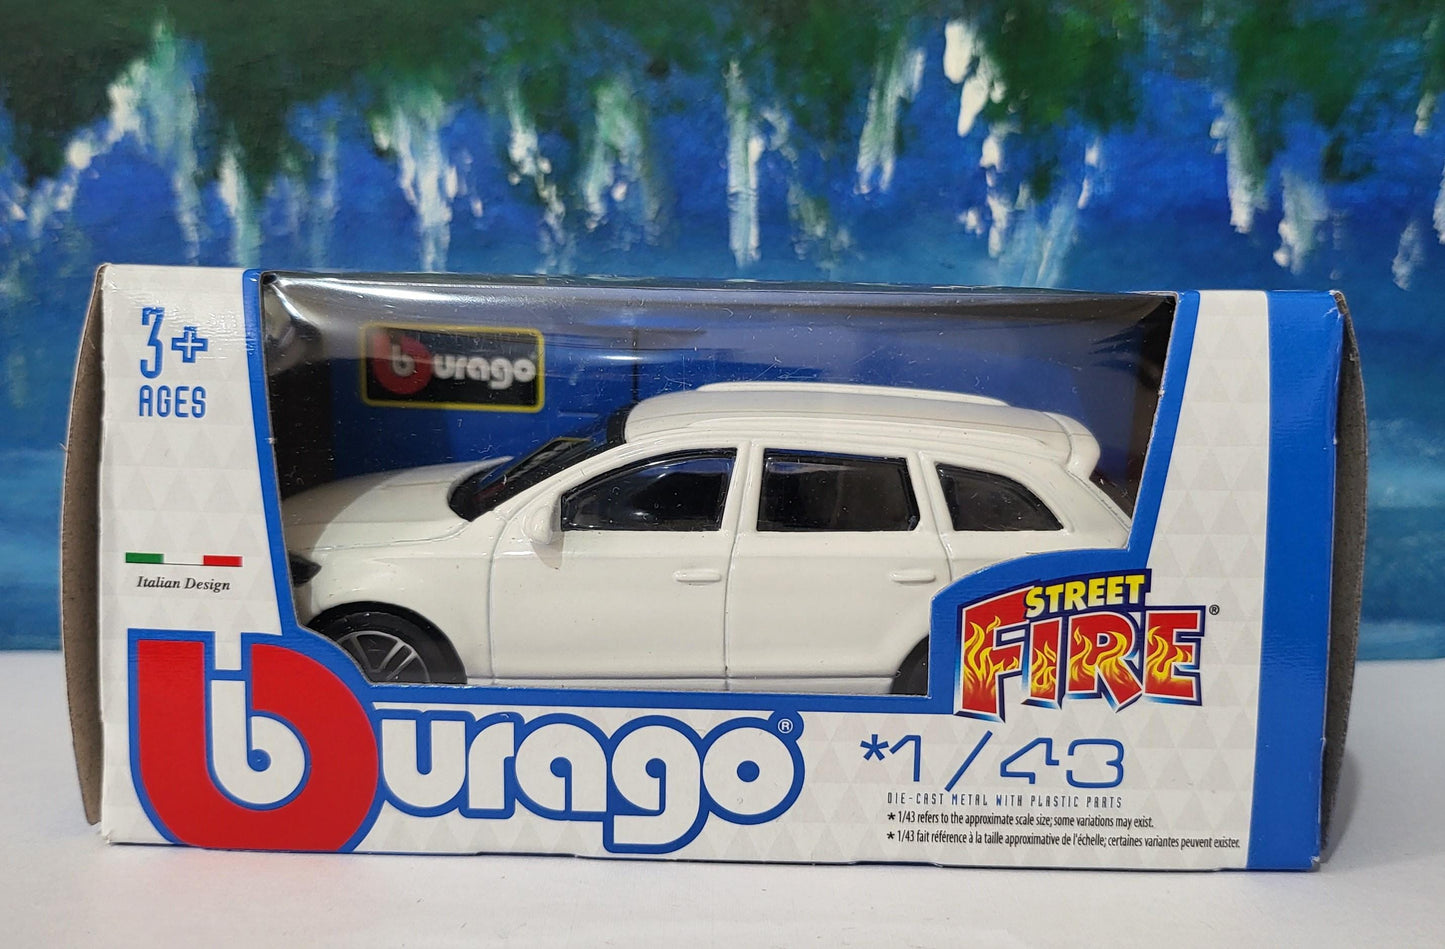 3+
AGES
burago
Italian Design
STREET
FIRE®
burago®
*1/43
DIE-CAST METAL WITH PLASTIC PARTS
* 1/43 refers to the approximate scale size; some variations may exist.
* 1/43 fait référence à la taille approximative de l'échelle; certaines variantes peuvent exister.